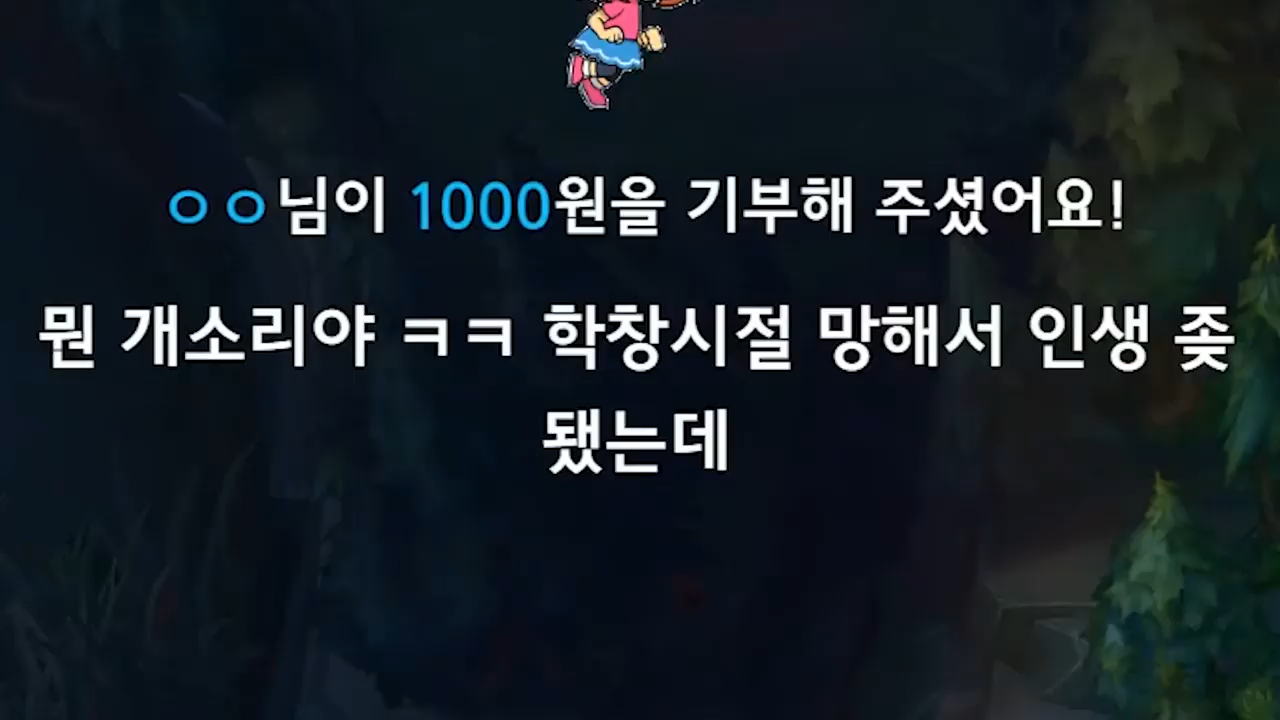 ㅇㅇ님이 1000원을 기부해 주셨어요!
뭔 개소리야 ㅋㅋ 학창시절 망해서 인생 좆
됐는데